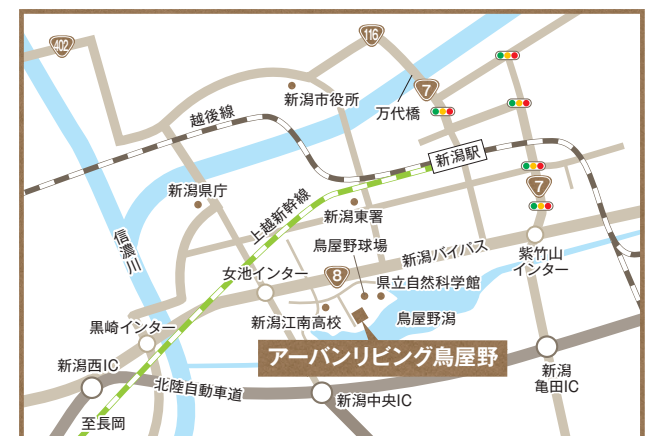 402
116
7
新潟市役所
万代橋
越後線
新潟駅
新潟県庁
7
上越新幹線
新潟東署
信濃川
鳥屋野球場
新潟バイパス
紫竹山
インター
女池インター
8
県立自然科学館
新潟江南高校
鳥屋野潟
黒崎インター
アーバンリビング鳥屋野
新潟西IC
北陸自動車道
新潟
亀田IC
新潟中央IC
至長岡